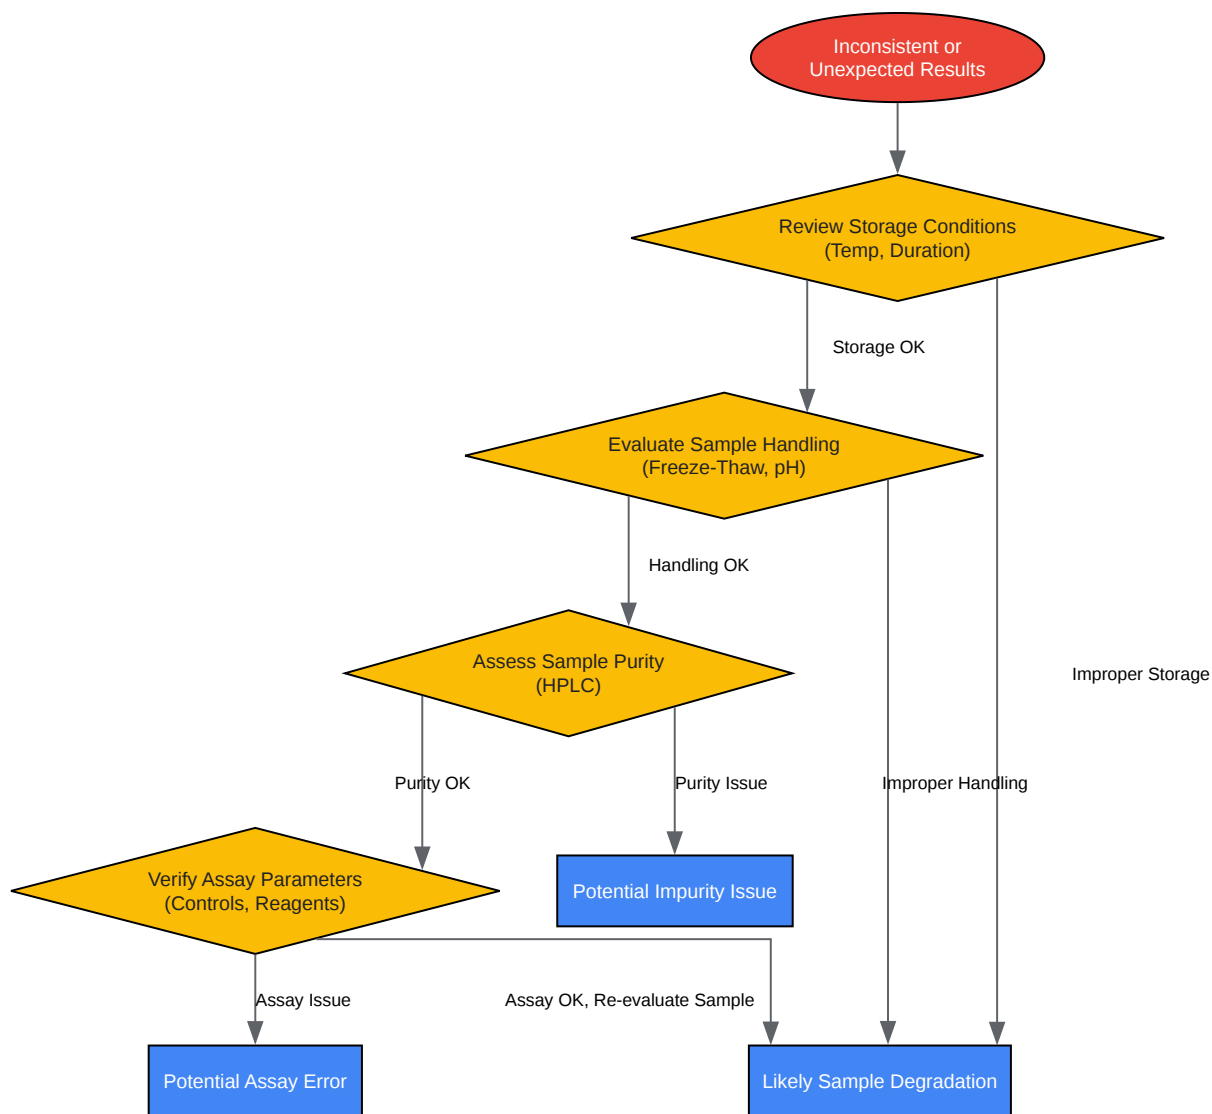 Inconsistent or
Unexpected Results
Review Storage Conditions
(Temp, Duration)
Storage OK
Evaluate Sample Handling
(Freeze-Thaw, pH)
Handling OK
Assess Sample Purity
(HPLC)
Improper Storage
Purity OK
Purity Issue
Improper Handling
Verify Assay Parameters
(Controls, Reagents)
Potential Impurity Issue
Assay Issue
Assay OK, Re-evaluate Sample
Potential Assay Error
Likely Sample Degradation